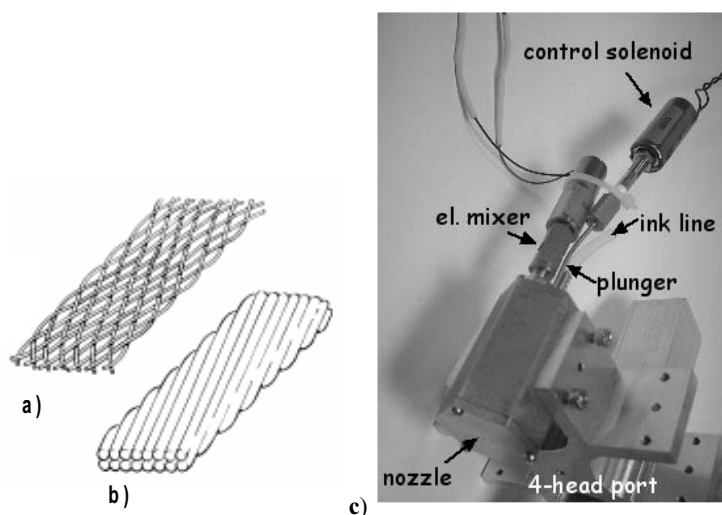 a)
b)
c)
control solenoid
el. mixer
ink line
plunger
nozzle
4-head port